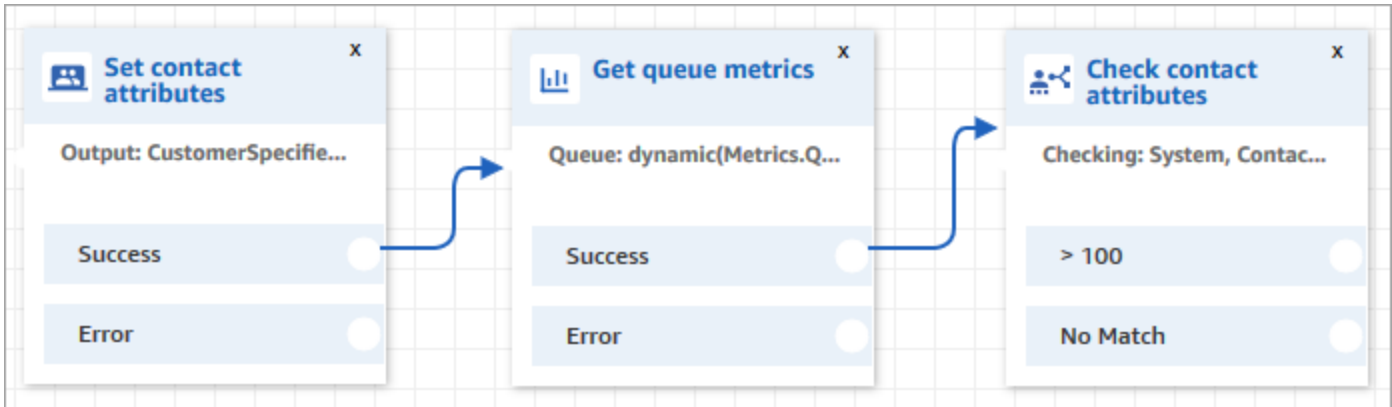 Set contact
attributes
x
Output: CustomerSpecifie...
Success
Error
Get queue metrics
x
Queue: dynamic(Metrics.Q...
Success
Error
Check contact
attributes
x
Checking: System, Contac...
> 100
No Match